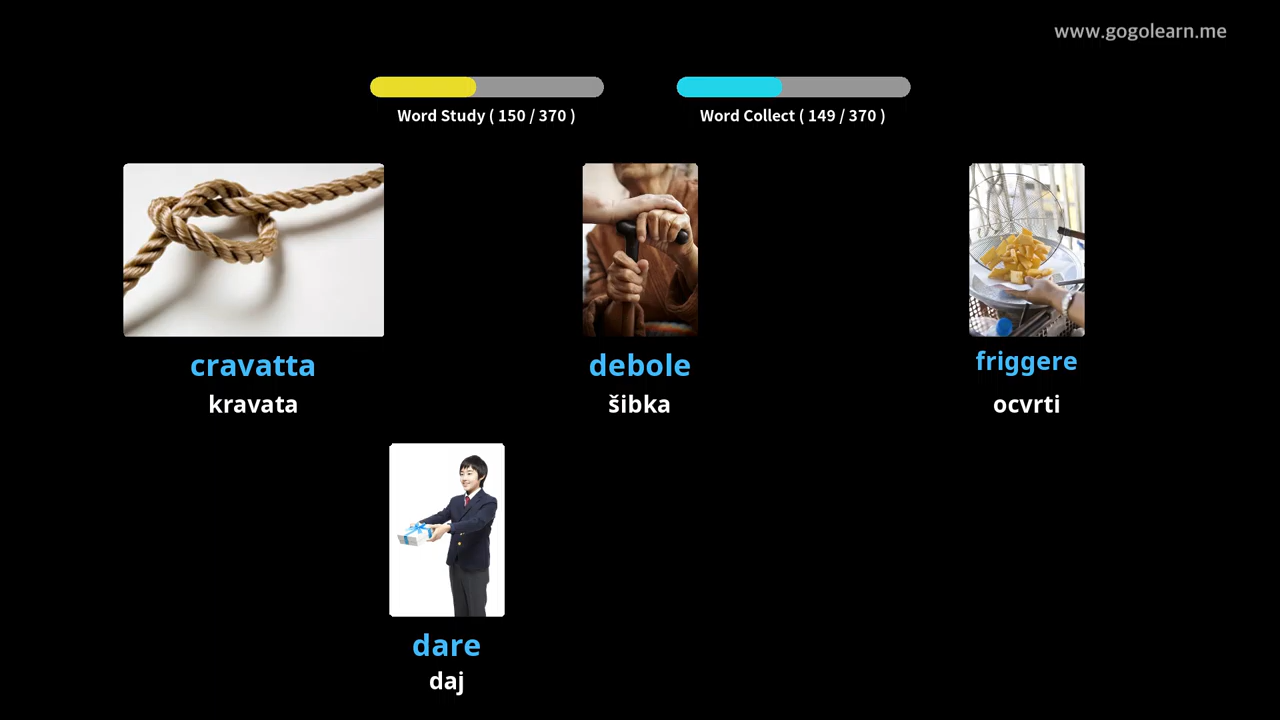 www.gogolearn.me
Word Study ( 150 / 370 )
Word Collect ( 149 / 370 )
cravatta
kravata
debole
šibka
friggere
ocvrti
dare
daj